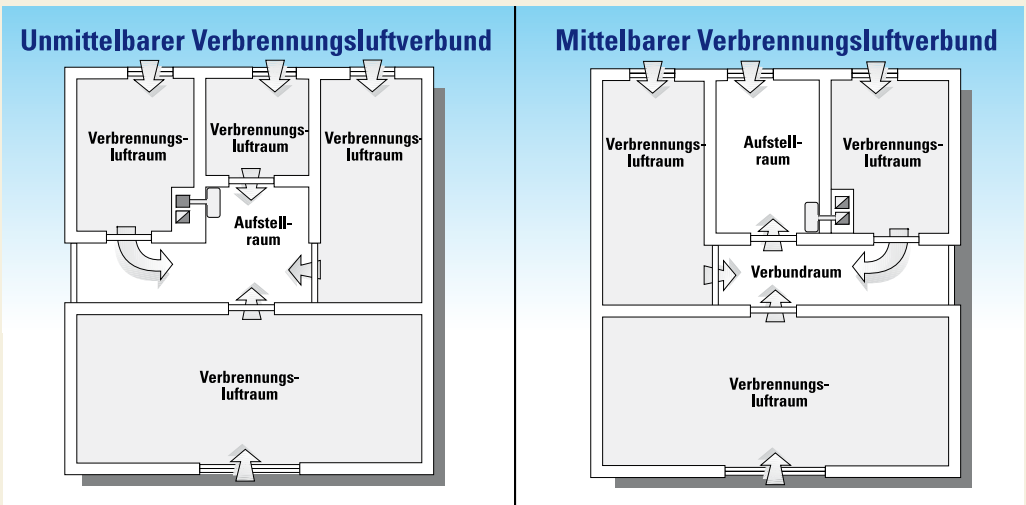 Unmittelbarer Verbrennungsluftverbund
Verbrennungs-
luftraum
Verbrennungs-
luftraum
Verbrennungs-
luftraum
Aufstell-
raum
Verbrennungs-
luftraum
Mittelbarer Verbrennungsluftverbund
Verbrennungs-
luftraum
Aufstell-
raum
Verbrennungs-
luftraum
Verbundraum
Verbrennungs-
luftraum